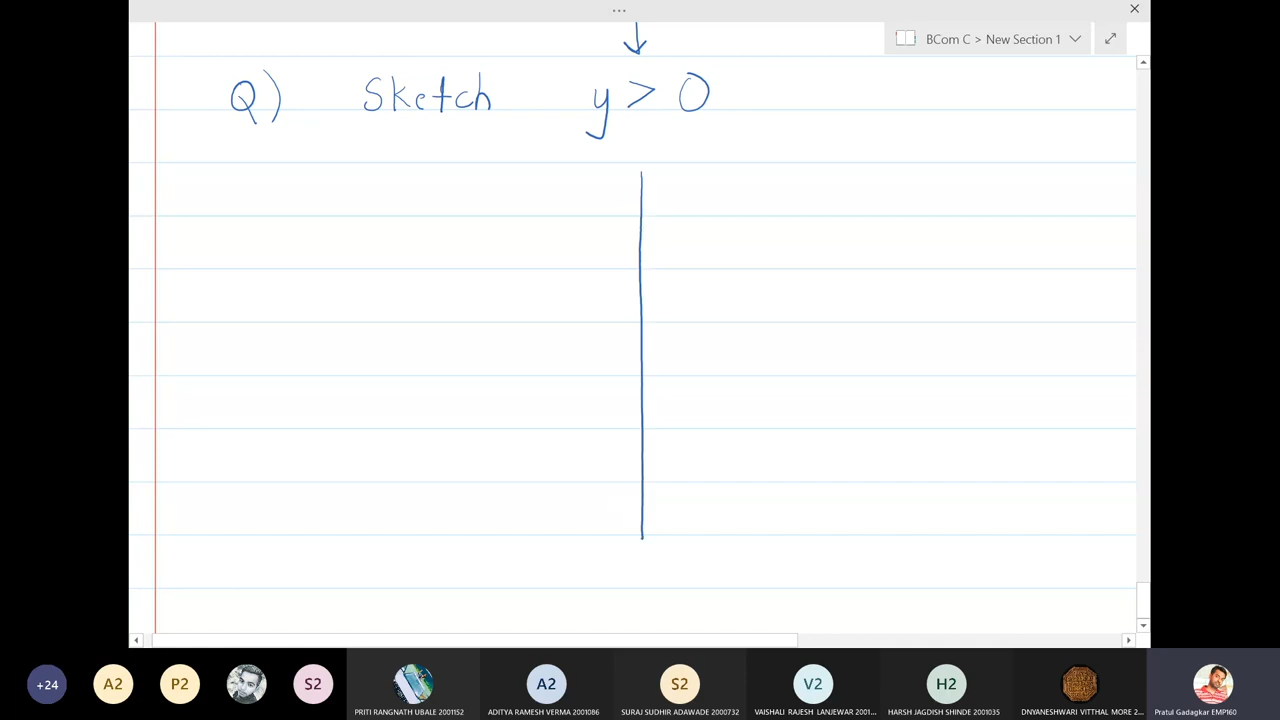 BCom C > New Section 1
Q) Sketch y > 0
+24
A2
P2
S2
PRITI RANGNATH UBALE 2001152
A2
ADITYA RAMESH VERMA 2001086
S2
SURAJ SUDHIR ADAWADE 2000732
V2
VAISHALI RAJESH LANJEWAR 2001...
H2
HARSH JAGDISH SHINDE 2001035
DNYANESHWARI VITTHAL MORE 2...
Pratul Gadagkar EMP160